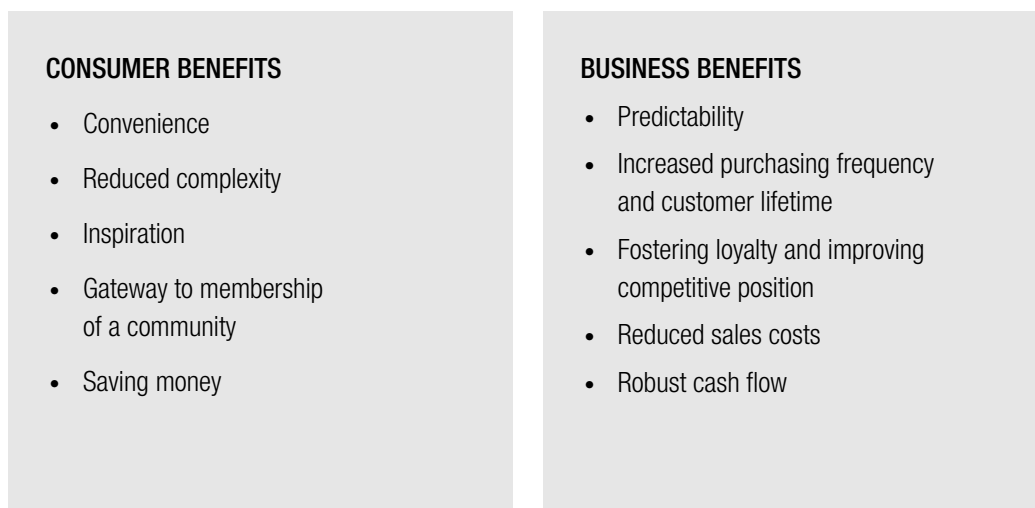 CONSUMER BENEFITS
• Convenience
• Reduced complexity
• Inspiration
• Gateway to membership
of a community
• Saving money
BUSINESS BENEFITS
• Predictability
• Increased purchasing frequency
and customer lifetime
• Fostering loyalty and improving
competitive position
• Reduced sales costs
• Robust cash flow